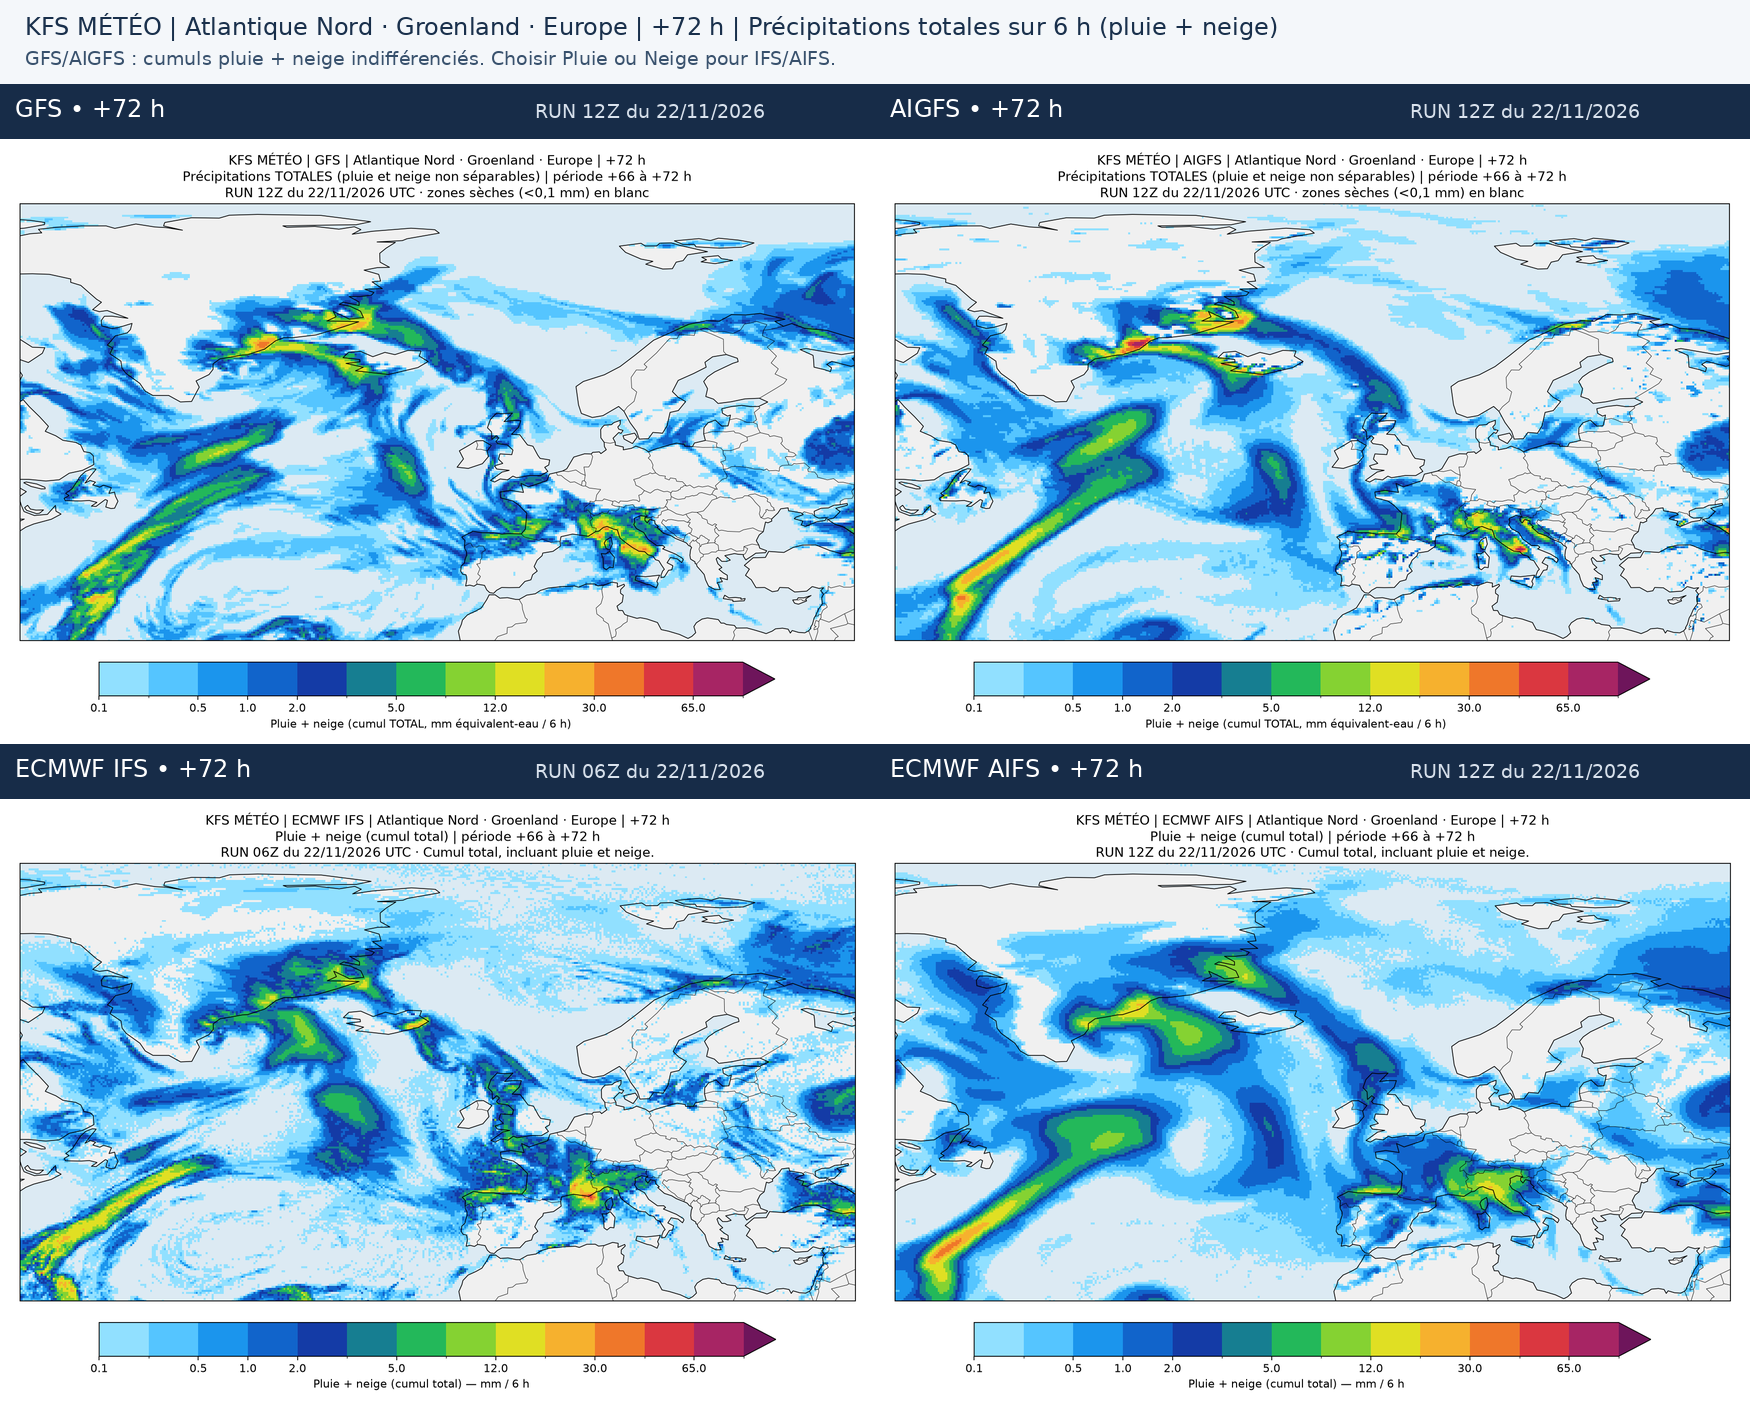 KFS MÉTÉO | Atlantique Nord · Groenland · Europe | +72 h | Précipitations totales sur 6 h (pluie + neige)
GFS/AIGFS : cumuls pluie + neige indifférenciés. Choisir Pluie ou Neige pour IFS/AIFS.
GFS • +72 h
RUN 12Z du 22/11/2026
KFS MÉTÉO | GFS | Atlantique Nord · Groenland · Europe | +72 h
Précipitations TOTALES (pluie et neige non séparables) | période +66 à +72 h
RUN 12Z du 22/11/2026 UTC · zones sèches (<0,1 mm) en blanc
0.1 0.5 1.0 2.0 5.0 12.0 30.0 65.0
Pluie + neige (cumul TOTAL, mm équivalent-eau / 6 h)
AIGFS • +72 h
RUN 12Z du 22/11/2026
KFS MÉTÉO | AIGFS | Atlantique Nord · Groenland · Europe | +72 h
Précipitations TOTALES (pluie et neige non séparables) | période +66 à +72 h
RUN 12Z du 22/11/2026 UTC · zones sèches (<0,1 mm) en blanc
0.1 0.5 1.0 2.0 5.0 12.0 30.0 65.0
Pluie + neige (cumul TOTAL, mm équivalent-eau / 6 h)
ECMWF IFS • +72 h
RUN 06Z du 22/11/2026
KFS MÉTÉO | ECMWF IFS | Atlantique Nord · Groenland · Europe | +72 h
Pluie + neige (cumul total) | période +66 à +72 h
RUN 06Z du 22/11/2026 UTC · Cumul total, incluant pluie et neige.
0.1 0.5 1.0 2.0 5.0 12.0 30.0 65.0
Pluie + neige (cumul total) — mm / 6 h
ECMWF AIFS • +72 h
RUN 12Z du 22/11/2026
KFS MÉTÉO | ECMWF AIFS | Atlantique Nord · Groenland · Europe | +72 h
Pluie + neige (cumul total) | période +66 à +72 h
RUN 12Z du 22/11/2026 UTC · Cumul total, incluant pluie et neige.
0.1 0.5 1.0 2.0 5.0 12.0 30.0 65.0
Pluie + neige (cumul total) — mm / 6 h